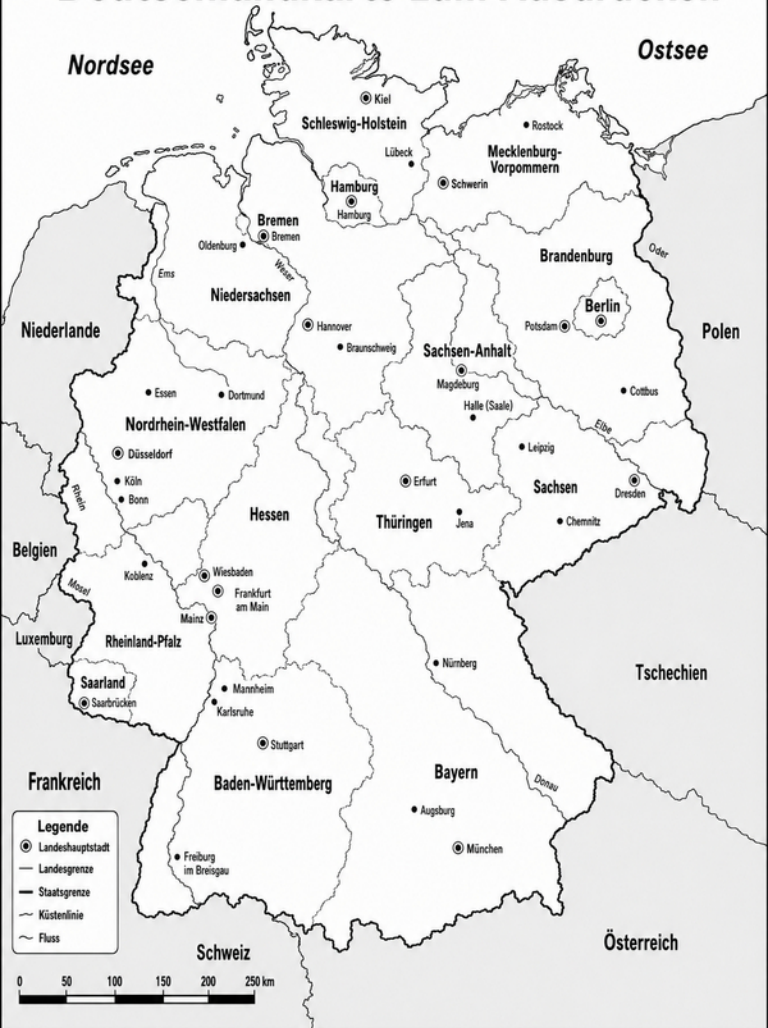 Nordsee
Ostsee
Kiel
Schleswig-Holstein
Rostock
Lübeck
Mecklenburg-
Vorpommern
Schwerin
Hamburg
Hamburg
Bremen
Bremen
Oldenburg
Weser
Ems
Niedersachsen
Brandenburg
Oder
Berlin
Potsdam
Niederlande
Polen
Hannover
Braunschweig
Sachsen-Anhalt
Magdeburg
Halle (Saale)
Cottbus
Essen
Dortmund
Nordrhein-Westfalen
Elbe
Düsseldorf
Leipzig
Köln
Bonn
Rhein
Erfurt
Sachsen
Dresden
Hessen
Thüringen
Jena
Chemnitz
Belgien
Koblenz
Wiesbaden
Frankfurt
am Main
Mosel
Mainz
Luxemburg
Rheinland-Pfalz
Nürnberg
Tschechien
Saarland
Saarbrücken
Mannheim
Karlsruhe
Stuttgart
Baden-Württemberg
Bayern
Donau
Frankreich
Augsburg
München
Freiburg
im Breisgau
Legende
Landeshauptstadt
Landesgrenze
Staatsgrenze
Küstenlinie
Fluss
Schweiz
Österreich
0 50 100 150 200 250 km